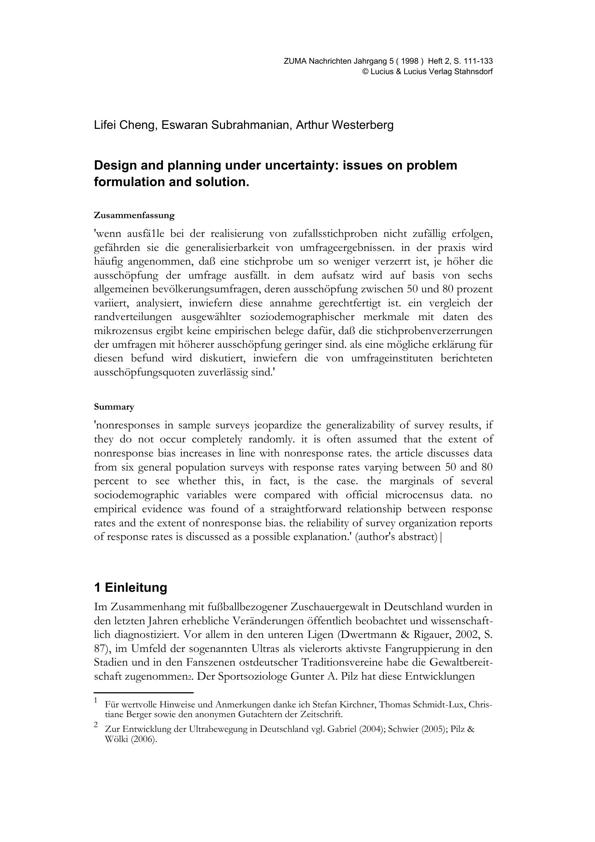 ZUMA Nachrichten Jahrgang 5 ( 1998 )  Heft 2, S. 111-133
© Lucius & Lucius Verlag Stahnsdorf
Lifei Cheng, Eswaran Subrahmanian, Arthur Westerberg
Design and planning under uncertainty: issues on problem
formulation and solution.
Zusammenfassung
'wenn ausfä1le bei der realisierung von zufallsstichproben nicht zufällig erfolgen,
gefährden sie die generalisierbarkeit von umfrageergebnissen. in der praxis wird
häufig angenommen, daß eine stichprobe um so weniger verzerrt ist, je höher die
ausschöpfung der umfrage ausfällt. in dem aufsatz wird auf basis von sechs
allgemeinen bevölkerungsumfragen, deren ausschöpfung zwischen 50 und 80 prozent
variiert, analysiert, inwiefern diese annahme gerechtfertigt ist. ein vergleich der
randverteilungen ausgewählter soziodemographischer merkmale mit daten des
mikrozensus ergibt keine empirischen belege dafür, daß die stichprobenverzerrungen
der umfragen mit höherer ausschöpfung geringer sind. als eine mögliche erklärung für
diesen befund wird diskutiert, inwiefern die von umfrageinstituten berichteten
ausschöpfungsquoten zuverlässig sind.'
Summary
'nonresponses in sample surveys jeopardize the generalizability of survey results, if
they do not occur completely randomly. it is often assumed that the extent of
nonresponse bias increases in line with nonresponse rates. the article discusses data
from six general population surveys with response rates varying between 50 and 80
percent to see whether this, in fact, is the case. the marginals of several
sociodemographic variables were compared with official microcensus data. no
empirical evidence was found of a straightforward relationship between response
rates and the extent of nonresponse bias. the reliability of survey organization reports
of response rates is discussed as a possible explanation.' (author's abstract)|
1 Einleitung
Im Zusammenhang mit fußballbezogener Zuschauergewalt in Deutschland wurden in
den letzten Jahren erhebliche Veränderungen öffentlich beobachtet und wissenschaft-
lich diagnostiziert. Vor allem in den unteren Ligen (Dwertmann & Rigauer, 2002, S.
87), im Umfeld der sogenannten Ultras als vielerorts aktivste Fangruppierung in den
Stadien und in den Fanszenen ostdeutscher Traditionsvereine habe die Gewaltbereit-
schaft zugenommen2. Der Sportsoziologe Gunter A. Pilz hat diese Entwicklungen
1 Für wertvolle Hinweise und Anmerkungen danke ich Stefan Kirchner, Thomas Schmidt-Lux, Chris-
tiane Berger sowie den anonymen Gutachtern der Zeitschrift.
2 Zur Entwicklung der Ultrabewegung in Deutschland vgl. Gabriel (2004); Schwier (2005); Pilz &
Wölki (2006).